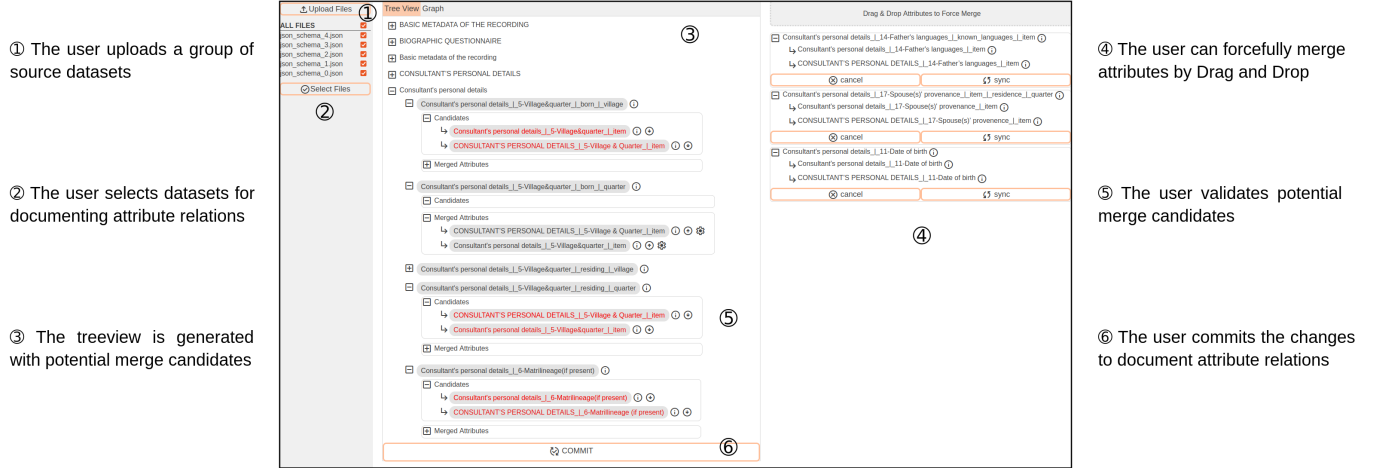 ① The user uploads a group of
source datasets
② The user selects datasets for
documenting attribute relations
③ The treeview is generated
with potential merge candidates
Upload Files ①
ALL FILES
json_schema_4.json
json_schema_3.json
json_schema_2.json
json_schema_1.json
json_schema_0.json
Select Files
②
Tree View Graph
③
BASIC METADATA OF THE RECORDING
BIOGRAPHIC QUESTIONNAIRE
Basic metadata of the recording
CONSULTANT'S PERSONAL DETAILS
Consultant's personal details
Consultant's personal details_|_5-Village&quarter_|_born_|_village
Candidates
Consultant's personal details_|_5-Village&quarter_|_item
CONSULTANT'S PERSONAL DETAILS_|_5-Village & Quarter_|_item
Merged Attributes
Consultant's personal details_|_5-Village&quarter_|_born_|_quarter
Candidates
Merged Attributes
CONSULTANT'S PERSONAL DETAILS_|_5-Village & Quarter_|_item
Consultant's personal details_|_5-Village&quarter_|_item
Consultant's personal details_|_5-Village&quarter_|_residing_|_village
Consultant's personal details_|_5-Village&quarter_|_residing_|_quarter
Candidates
CONSULTANT'S PERSONAL DETAILS_|_5-Village & Quarter_|_item
Consultant's personal details_|_5-Village&quarter_|_item
⑤
Merged Attributes
Consultant's personal details_|_6-Matrilineage(if present)
Candidates
Consultant's personal details_|_6-Matrilineage(if present)
CONSULTANT'S PERSONAL DETAILS_|_6-Matrillineage (if present)
Merged Attributes
⑥
COMMIT
Drag & Drop Attributes to Force Merge
Consultant's personal details_|_14-Father's languages_|_known_languages_|_item
Consultant's personal details_|_14-Father's languages_|_item
CONSULTANT'S PERSONAL DETAILS_|_14-Father's languages_|_item
cancel sync
Consultant's personal details_|_17-Spouse(s)' provenance_|_item_|_residence_|_quarter
Consultant's personal details_|_17-Spouse(s)' provenance_|_item
CONSULTANT'S PERSONAL DETAILS_|_17-Spouse(s)' provenence_|_item
cancel sync
Consultant's personal details_|_11-Date of birth
Consultant's personal details_|_11-Date of birth
CONSULTANT'S PERSONAL DETAILS_|_11-Date of birth
cancel sync
④
④ The user can forcefully merge
attributes by Drag and Drop
⑤ The user validates potential
merge candidates
⑥ The user commits the changes
to document attribute relations